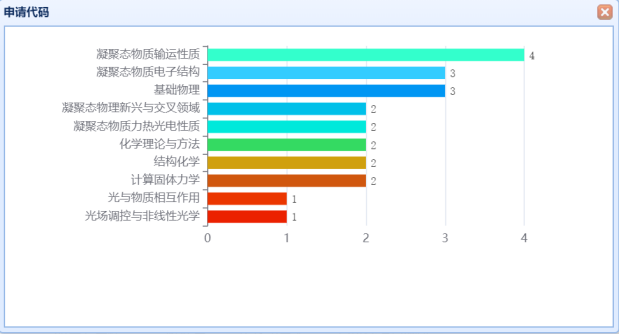 申请代码
凝聚态物质输运性质 4
凝聚态物质电子结构 3
基础物理 3
凝聚态物理新兴与交叉领域 2
凝聚态物质力热光电性质 2
化学理论与方法 2
结构化学 2
计算固体力学 2
光与物质相互作用 1
光场调控与非线性光学 1
0 1 2 3 4